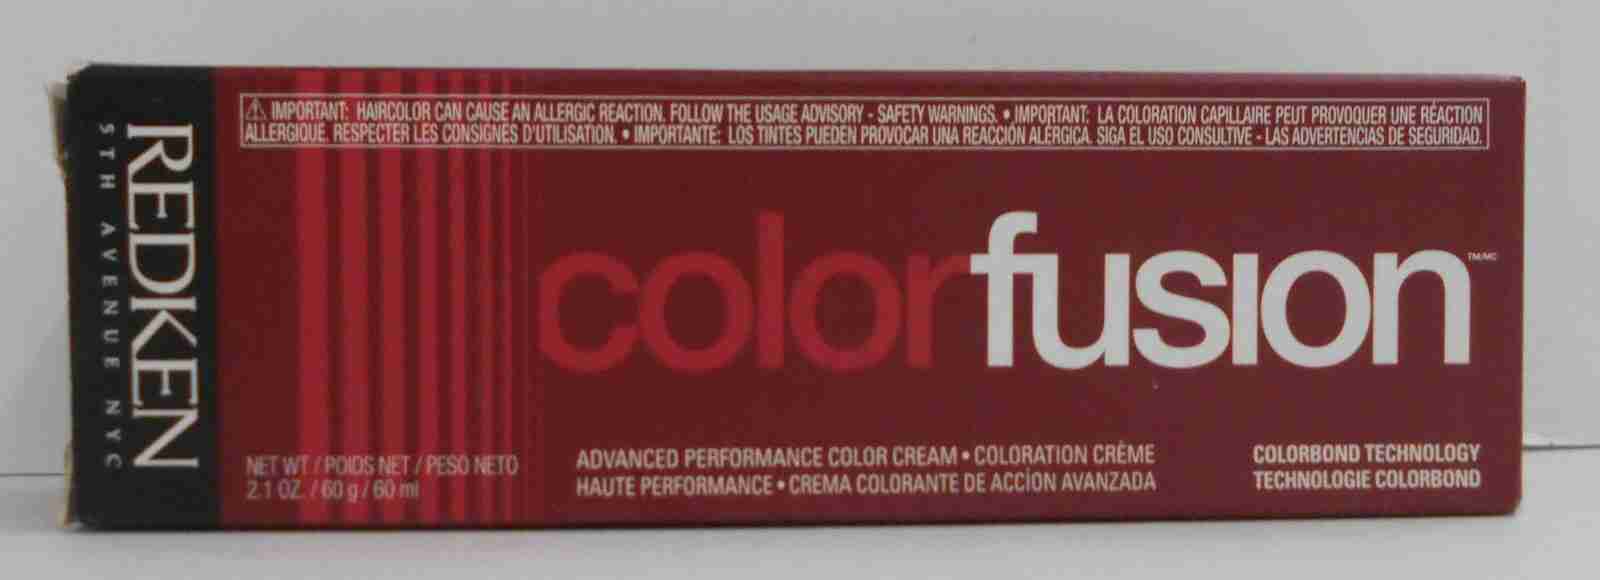 ⚠ IMPORTANT: HAIRCOLOR CAN CAUSE AN ALLERGIC REACTION. FOLLOW THE USAGE ADVISORY - SAFETY WARNINGS. • IMPORTANT: LA COLORATION CAPILLAIRE PEUT PROVOQUER UNE RÉACTION
ALLERGIQUE. RESPECTER LES CONSIGNES D'UTILISATION. • IMPORTANTE: LOS TINTES PUEDEN PROVOCAR UNA REACCIÓN ALÉRGICA. SIGA EL USO CONSULTIVE - LAS ADVERTENCIAS DE SEGURIDAD.
REDKEN
5TH AVENUE NYC
colorfusion TM/MC
NET WT / POIDS NET / PESO NETO
2.1 OZ. / 60 g / 60 ml
ADVANCED PERFORMANCE COLOR CREAM • COLORATION CRÈME
HAUTE PERFORMANCE • CREMA COLORANTE DE ACCÍON AVANZADA
COLORBOND TECHNOLOGY
TECHNOLOGIE COLORBOND